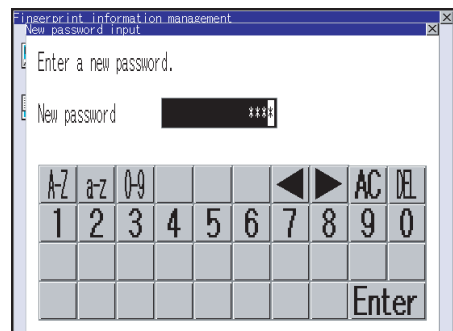 Fingerprint information management
New password input
Enter a new password.
New password ****
A-Z a-z 0-9 ◀ ▶ AC DEL
1 2 3 4 5 6 7 8 9 0
Enter